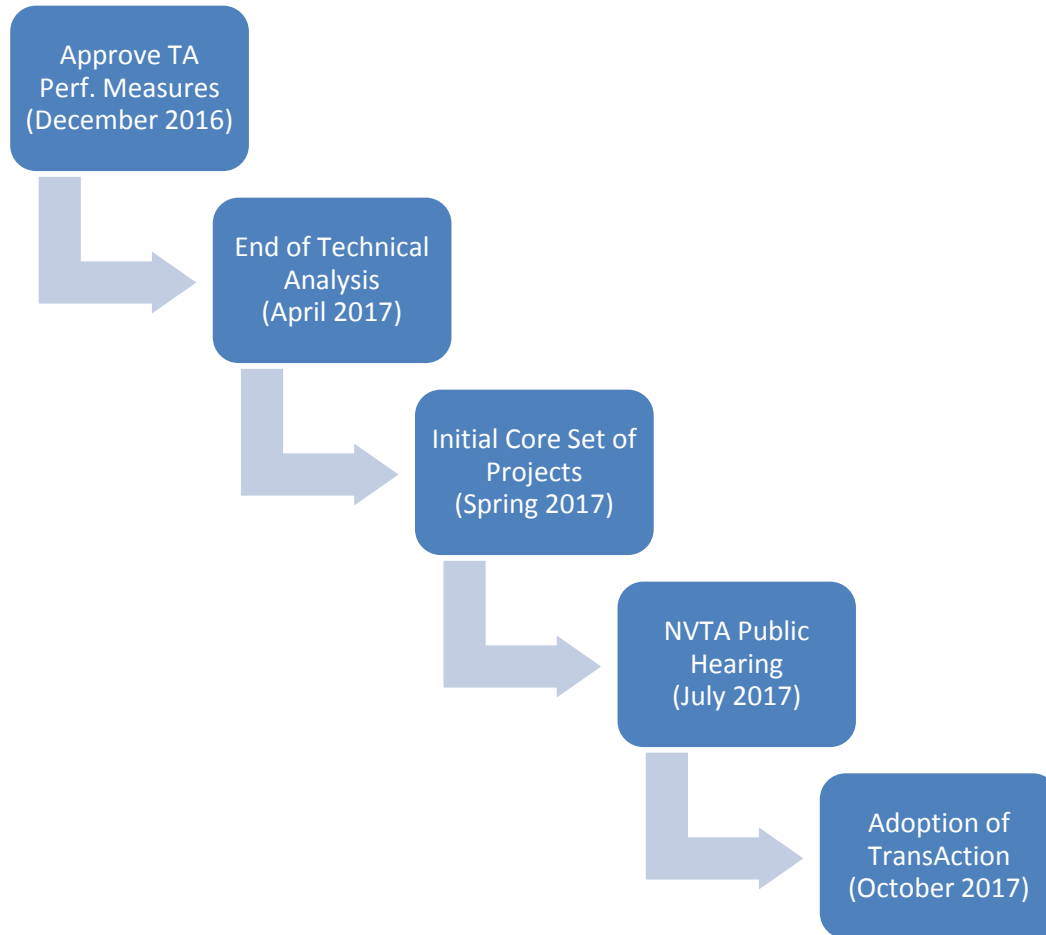 Approve TA
Perf. Measures
(December 2016)
End of Technical
Analysis
(April 2017)
Initial Core Set of
Projects
(Spring 2017)
NVTA Public
Hearing
(July 2017)
Adoption of
TransAction
(October 2017)